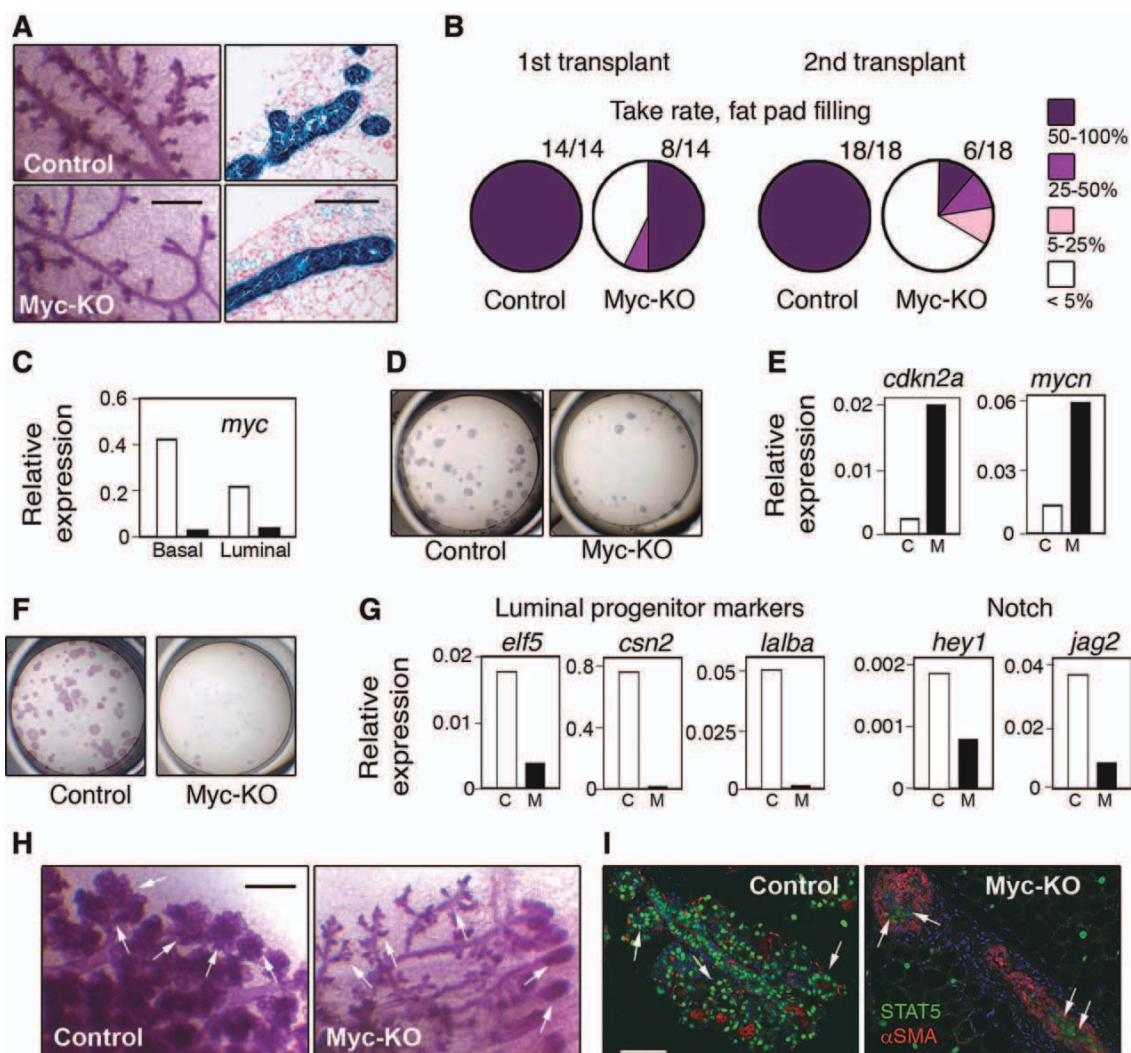 A
Control
Myc-KO
B
1st transplant 2nd transplant
Take rate, fat pad filling
14/14 8/14 18/18 6/18
Control Myc-KO Control Myc-KO
50-100%
25-50%
5-25%
< 5%
C
Relative expression
myc
0.6
0.4
0.2
0
Basal Luminal
D
Control Myc-KO
E
Relative expression
cdkn2a mycn
0.02
0.01
0
C M
0.06
0.03
0
C M
F
Control Myc-KO
G
Luminal progenitor markers Notch
Relative expression
elf5 csn2 lalba hey1 jag2
0.02
0.01
0
C M
0.8
0.4
0
C M
0.05
0.025
0
C M
0.002
0.001
0
C M
0.04
0.02
0
C M
H
Control Myc-KO
I
Control Myc-KO
STAT5
αSMA